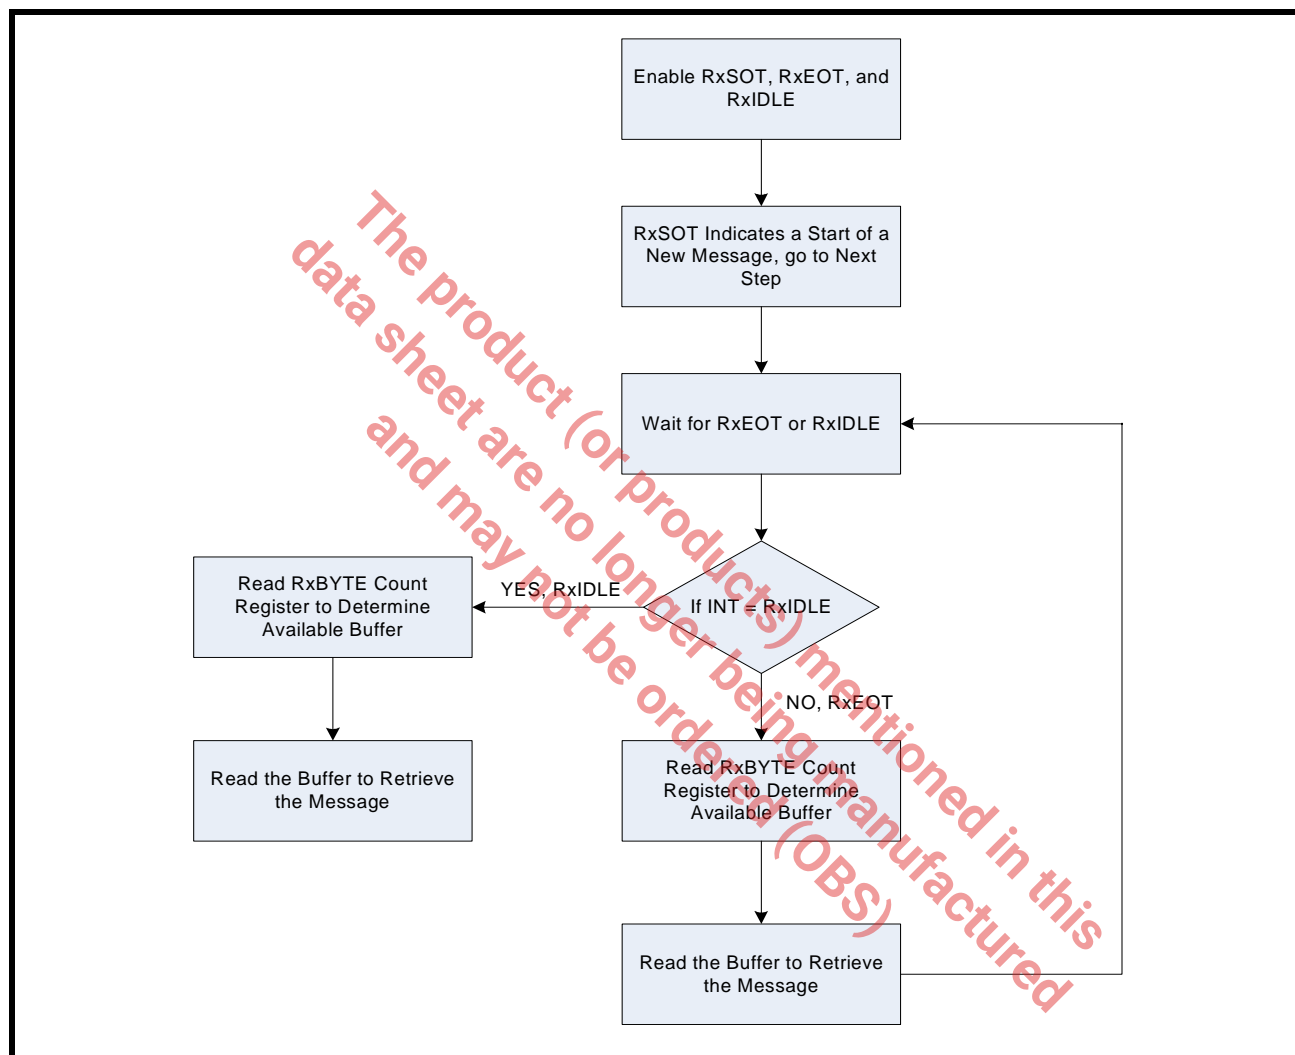 Enable RxSOT, RxEOT, and
RxIDLE
RxSOT Indicates a Start of a
New Message, go to Next
Step
Wait for RxEOT or RxIDLE
If INT = RxIDLE
YES, RxIDLE
Read RxBYTE Count
Register to Determine
Available Buffer
Read the Buffer to Retrieve
the Message
NO, RxEOT
Read RxBYTE Count
Register to Determine
Available Buffer
Read the Buffer to Retrieve
the Message
The product (or products) mentioned in this
data sheet are no longer being manufactured
and may not be ordered (OBS)